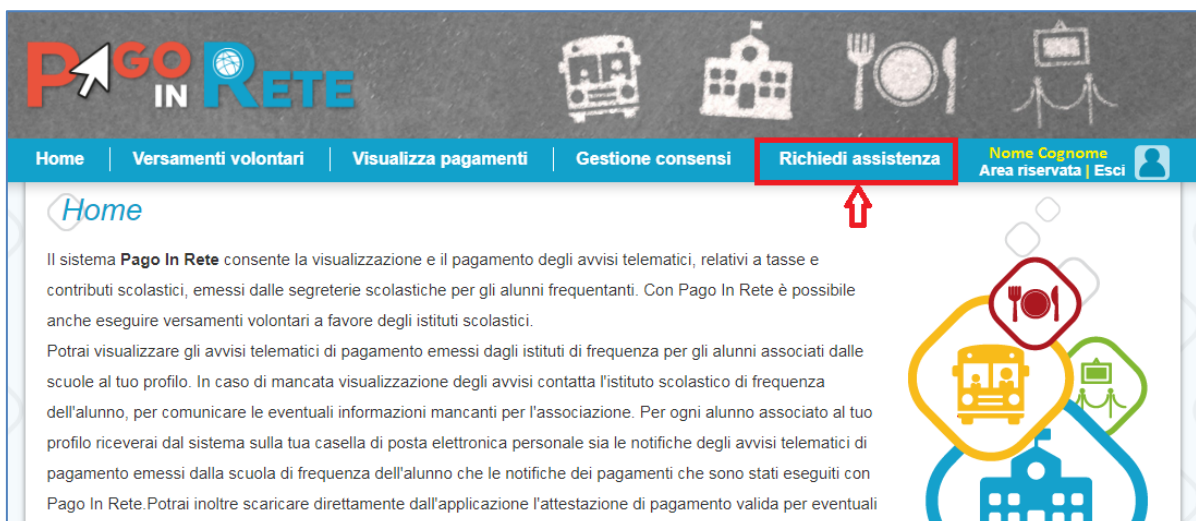 PAGO
IN RETE
Home
Versamenti volontari
Visualizza pagamenti
Gestione consensi
Richiedi assistenza
Nome Cognome
Area riservata | Esci
Home
Il sistema Pago In Rete consente la visualizzazione e il pagamento degli avvisi telematici, relativi a tasse e
contributi scolastici, emessi dalle segreterie scolastiche per gli alunni frequentanti. Con Pago In Rete è possibile
anche eseguire versamenti volontari a favore degli istituti scolastici.
Potrai visualizzare gli avvisi telematici di pagamento emessi dagli istituti di frequenza per gli alunni associati dalle
scuole al tuo profilo. In caso di mancata visualizzazione degli avvisi contatta l'istituto scolastico di frequenza
dell'alunno, per comunicare le eventuali informazioni mancanti per l'associazione. Per ogni alunno associato al tuo
profilo riceverai dal sistema sulla tua casella di posta elettronica personale sia le notifiche degli avvisi telematici di
pagamento emessi dalla scuola di frequenza dell'alunno che le notifiche dei pagamenti che sono stati eseguiti con
Pago In Rete.Potrai inoltre scaricare direttamente dall'applicazione l'attestazione di pagamento valida per eventuali